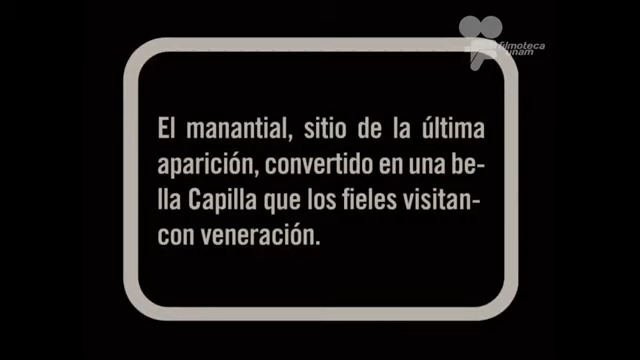 filmoteca
unam
El manantial, sitio de la última
aparición, convertido en una be-
lla Capilla que los fieles visitan-
con veneración.